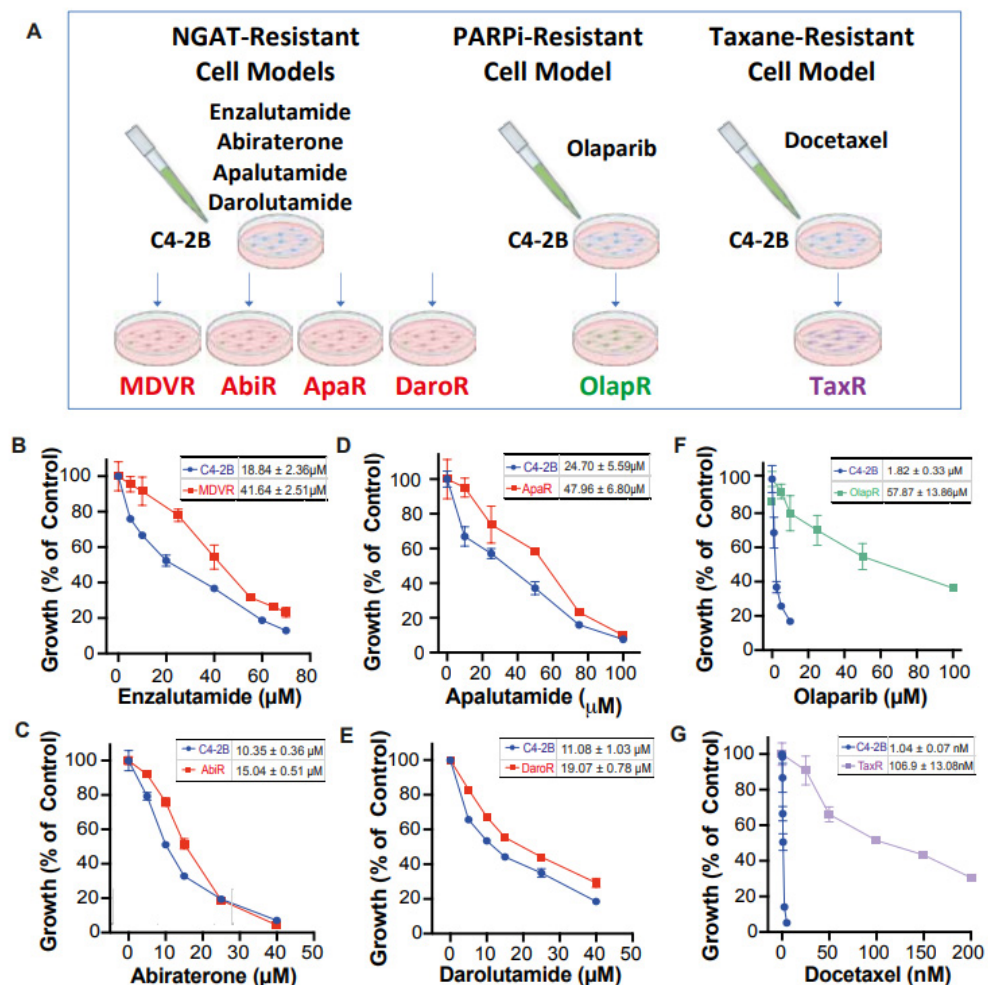 A
NGAT-Resistant
Cell Models
PARPi-Resistant
Cell Model
Taxane-Resistant
Cell Model
Enzalutamide
Abiraterone
Apalutamide
Darolutamide
Olaparib
Docetaxel
C4-2B
C4-2B
C4-2B
MDVR
AbiR
ApaR
DaroR
OlapR
TaxR
B
Growth (% of Control)
100
80
60
40
20
0
C4-2B 18.84 ± 2.36µM
MDVR 41.64 ± 2.51µM
0 20 40 60 80
Enzalutamide (µM)
D
Growth (% of Control)
100
80
60
40
20
0
C4-2B 24.70 ± 5.59µM
ApaR 47.96 ± 6.80µM
0 20 40 60 80 100
Apalutamide (µM)
F
Growth (% of Control)
100
80
60
40
20
0
C4-2B 1.82 ± 0.33 µM
OlapR 57.87 ± 13.86µM
0 20 40 60 80 100
Olaparib (µM)
C
Growth (% of Control)
100
80
60
40
20
0
C4-2B 10.35 ± 0.36 µM
AbiR 15.04 ± 0.51 µM
0 10 20 30 40 50
Abiraterone (µM)
E
Growth (% of Control)
100
80
60
40
20
0
C4-2B 11.08 ± 1.03 µM
DaroR 19.07 ± 0.78 µM
0 10 20 30 40 50
Darolutamide (µM)
G
Growth (% of Control)
100
80
60
40
20
0
C4-2B 1.04 ± 0.07 nM
TaxR 106.9 ± 13.08nM
0 50 100 150 200
Docetaxel (nM)